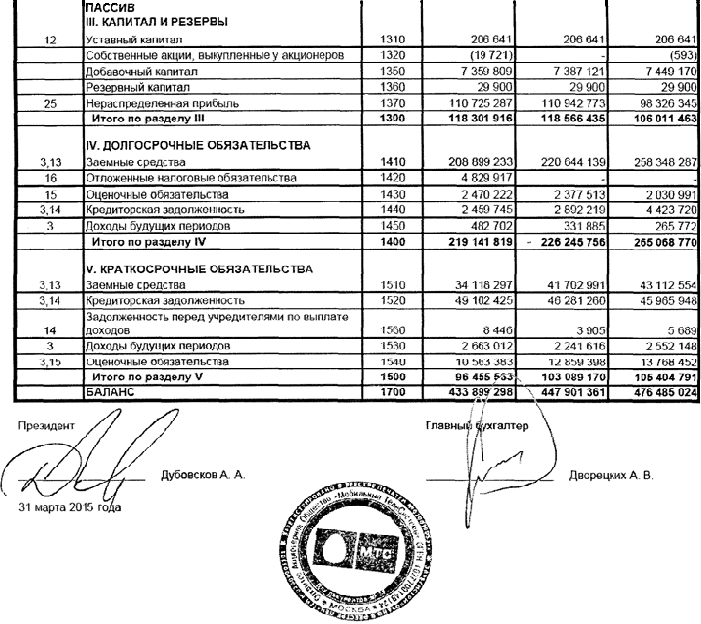 ПАССИВ
III. КАПИТАЛ И РЕЗЕРВЫ
12 Уставный капитал 1310 206 641 206 641 206 641
Собственные акции, выкупленные у акционеров 1320 (19 721) - (593)
Добавочный капитал 1350 7 359 809 7 387 121 7 449 170
Резервный капитал 1360 29 900 29 900 29 900
25 Нераспределенная прибыль 1370 110 725 287 110 942 773 98 326 345
Итого по разделу III 1300 118 301 916 118 566 435 106 011 463
IV. ДОЛГОСРОЧНЫЕ ОБЯЗАТЕЛЬСТВА
3,13 Заемные средства 1410 208 899 233 220 644 139 258 348 287
16 Отложенные налоговые обязательства 1420 4 829 917 - -
15 Оценочные обязательства 1430 2 470 222 2 377 513 2 030 991
3,14 Кредиторская задолженность 1440 2 459 745 2 892 219 4 423 720
3 Доходы будущих периодов 1450 482 702 331 885 265 772
Итого по разделу IV 1400 219 141 819 - 226 245 756 265 068 770
V. КРАТКОСРОЧНЫЕ ОБЯЗАТЕЛЬСТВА
3,13 Заемные средства 1510 34 118 297 41 702 991 43 112 554
3,14 Кредиторская задолженность 1520 49 102 425 46 281 260 45 965 948
Задолженность перед учредителями по выплате
14 доходов 8 446 3 905 5 689
3 Доходы будущих периодов 1530 2 663 012 2 241 616 2 552 148
3,15 Оценочные обязательства 1540 10 563 383 12 859 398 13 768 452
Итого по разделу V 1500 96 455 563 103 089 170 105 404 791
БАЛАНС 1700 433 899 298 447 901 361 476 485 024
Президент Главный бухгалтер
Дубовсков А. А. Дворецких А. В.
31 марта 2015 года
МТС
МОСКВА